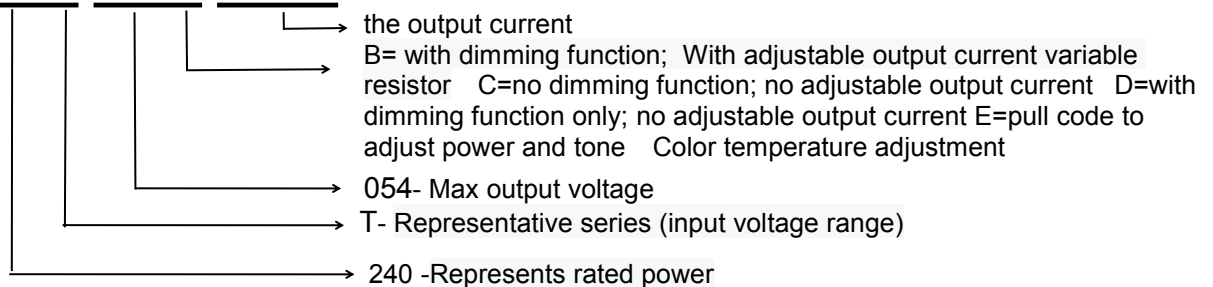 the output current
B= with dimming function; With adjustable output current variable
resistor C=no dimming function; no adjustable output current D=with
dimming function only; no adjustable output current E=pull code to
adjust power and tone Color temperature adjustment
054- Max output voltage
T- Representative series (input voltage range)
240 -Represents rated power